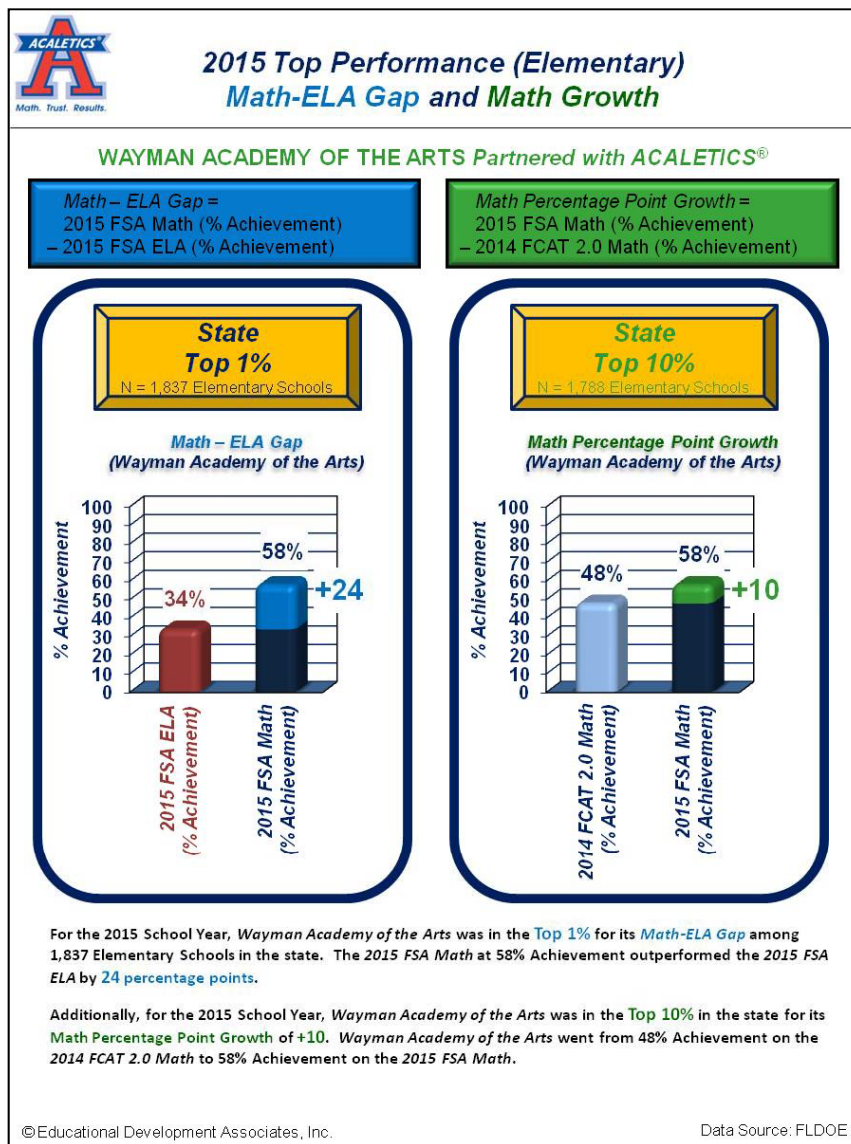 ACALETICS®
A
Math. Trust. Results.
2015 Top Performance (Elementary)
Math-ELA Gap and Math Growth
WAYMAN ACADEMY OF THE ARTS Partnered with ACALETICS®
Math – ELA Gap =
2015 FSA Math (% Achievement)
– 2015 FSA ELA (% Achievement)
Math Percentage Point Growth =
2015 FSA Math (% Achievement)
– 2014 FCAT 2.0 Math (% Achievement)
State
Top 1%
N = 1,837 Elementary Schools
Math – ELA Gap
(Wayman Academy of the Arts)
% Achievement
100
90
80
70
60
50
40
30
20
10
0
34%
58%
+24
2015 FSA ELA
(% Achievement)
2015 FSA Math
(% Achievement)
State
Top 10%
N = 1,788 Elementary Schools
Math Percentage Point Growth
(Wayman Academy of the Arts)
% Achievement
100
90
80
70
60
50
40
30
20
10
0
48%
58%
+10
2014 FCAT 2.0 Math
(% Achievement)
2015 FSA Math
(% Achievement)
For the 2015 School Year, Wayman Academy of the Arts was in the Top 1% for its Math-ELA Gap among
1,837 Elementary Schools in the state. The 2015 FSA Math at 58% Achievement outperformed the 2015 FSA
ELA by 24 percentage points.
Additionally, for the 2015 School Year, Wayman Academy of the Arts was in the Top 10% in the state for its
Math Percentage Point Growth of +10. Wayman Academy of the Arts went from 48% Achievement on the
2014 FCAT 2.0 Math to 58% Achievement on the 2015 FSA Math.
© Educational Development Associates, Inc.
Data Source: FLDOE